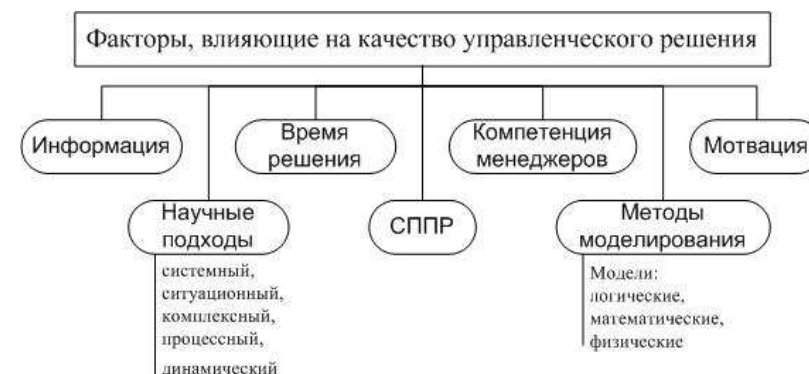 Факторы, влияющие на качество управленческого решения
Информация
Время
решения
Компетенция
менеджеров
Мотвация
Научные
подходы
СППР
Методы
моделирования
системный,
ситуационный,
комплексный,
процессный,
динамический
Модели:
логические,
математические,
физические